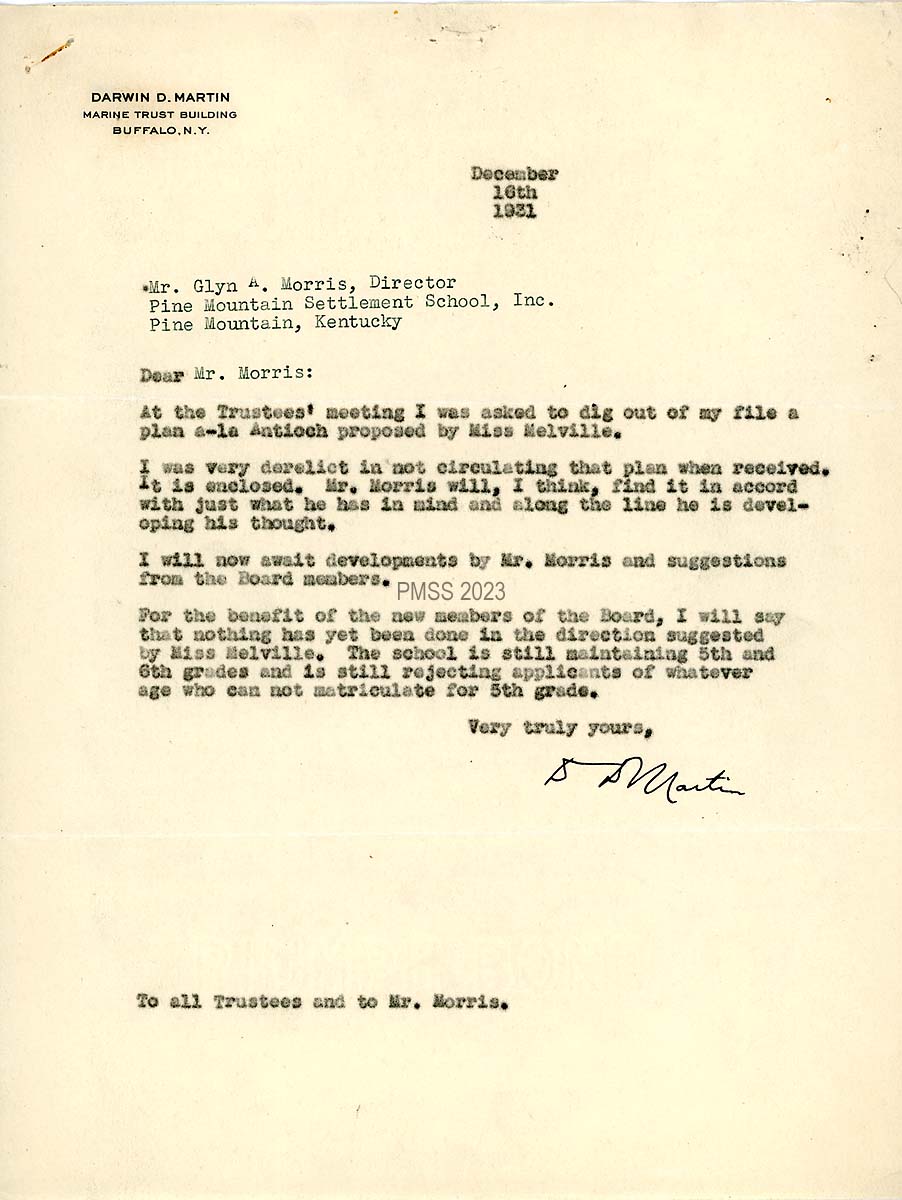 DARWIN D. MARTIN
MARINE TRUST BUILDING
BUFFALO, N.Y.
December
16th
1931
Mr. Glyn A. Morris, Director
Pine Mountain Settlement School, Inc.
Pine Mountain, Kentucky
Dear Mr. Morris:
At the Trustees' meeting I was asked to dig out of my file a
plan a-la Antioch proposed by Miss Melville.
I was very derelict in not circulating that plan when received.
It is enclosed. Mr. Morris will, I think, find it in accord
with just what he has in mind and along the line he is devel-
oping his thought.
I will now await developments by Mr. Morris and suggestions
from the Board members.
PMSS 2023
For the benefit of the new members of the Board, I will say
that nothing has yet been done in the direction suggested
by Miss Melville. The school is still maintaining 5th and
6th grades and is still rejecting applicants of whatever
age who can not matriculate for 5th grade.
Very truly yours,
D D Martin
To all Trustees and to Mr. Morris.